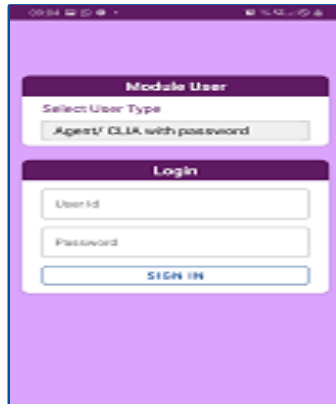 Module User
Select User Type
Agent/ CLIA with password
Login
User Id
Password
SIGN IN